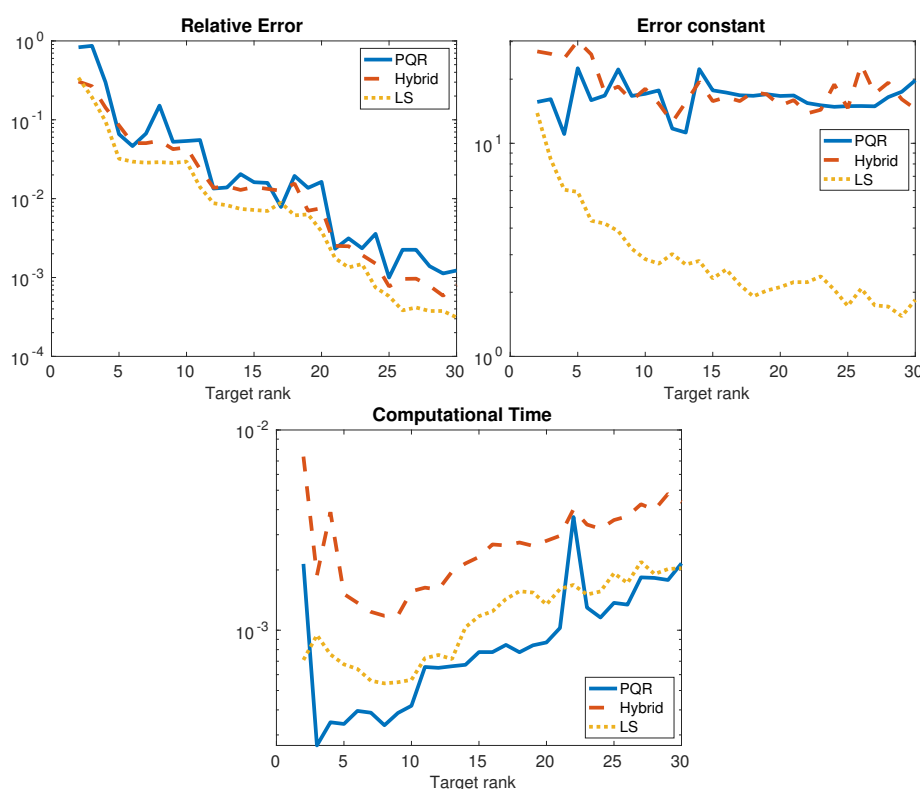 Relative Error
10^0
10^-1
10^-2
10^-3
10^-4
0 5 10 15 20 25 30
Target rank
PQR
Hybrid
LS
Error constant
10^1
10^0
0 5 10 15 20 25 30
Target rank
PQR
Hybrid
LS
Computational Time
10^-2
10^-3
0 5 10 15 20 25 30
Target rank
PQR
Hybrid
LS